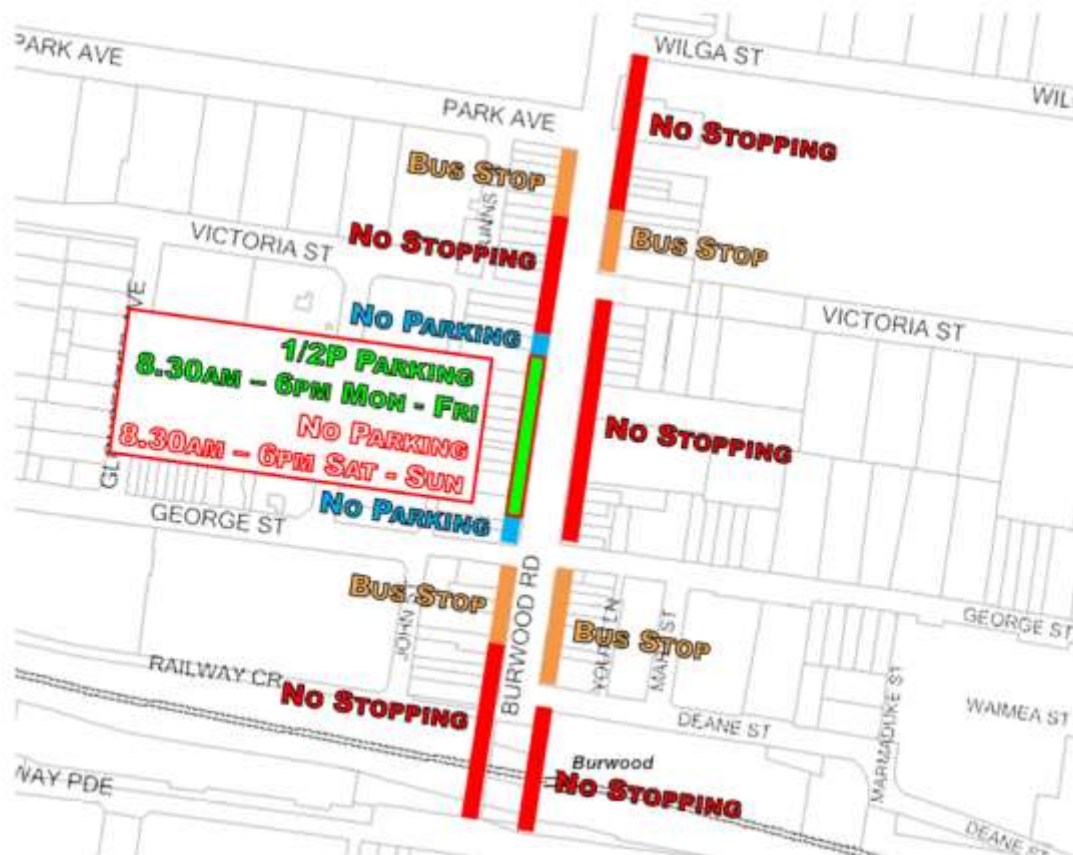 PARK AVE
WILGA ST
PARK AVE
NO STOPPING
BUS STOP
VICTORIA ST
NO STOPPING
BUS STOP
NO PARKING
VICTORIA ST
1/2P PARKING
8.30AM – 6PM MON - FRI
NO PARKING
8.30AM – 6PM SAT - SUN
NO STOPPING
NO PARKING
GEORGE ST
BUS STOP
BURWOOD RD
BUS STOP
GEORGE ST
RAILWAY CR
NO STOPPING
DEANE ST
MARMADUKE ST
WAIMEA ST
Burwood
NO STOPPING
WAY PDE
DEANE ST